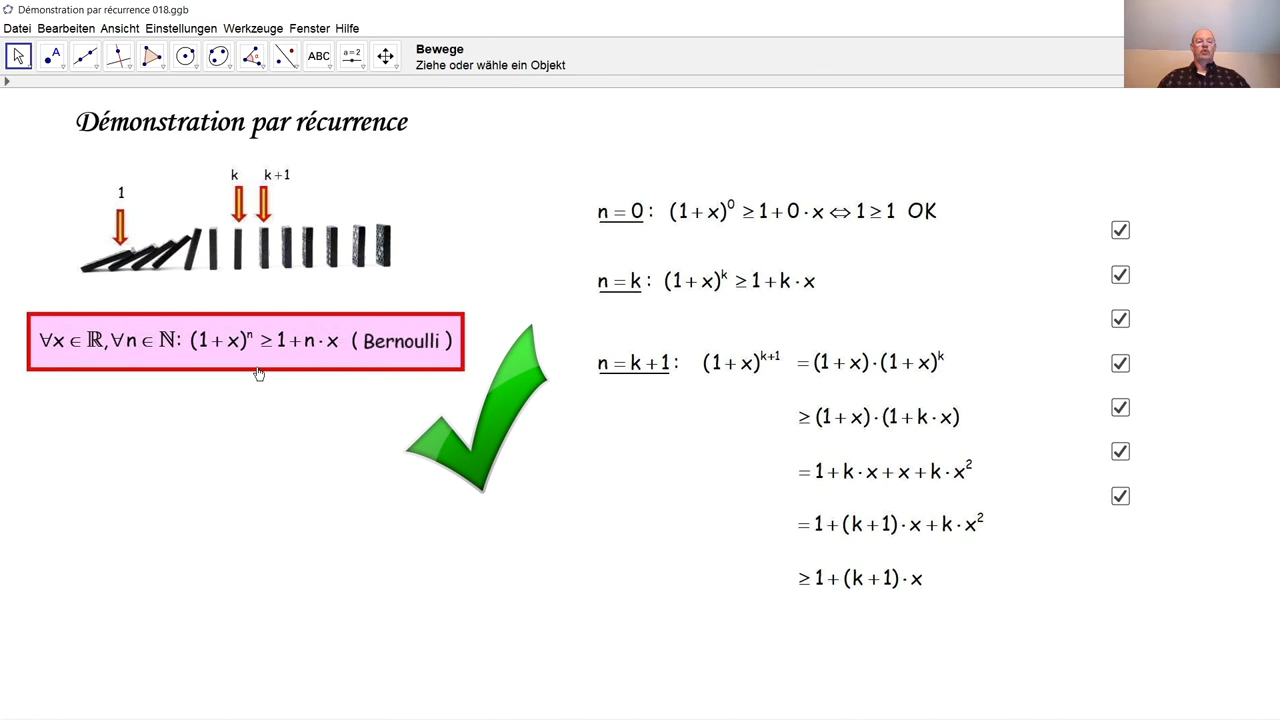 Démonstration par récurrence 018.ggb
Datei Bearbeiten Ansicht Einstellungen Werkzeuge Fenster Hilfe
A
ABC
a=2
Bewege
Ziehe oder wähle ein Objekt
Démonstration par récurrence
1
k
k+1
∀x ∈ ℝ, ∀n ∈ ℕ: (1+x)ⁿ ≥ 1+n·x ( Bernoulli )
n = 0 : (1+x)⁰ ≥ 1+0·x ⇔ 1 ≥ 1 OK
n = k : (1+x)ᵏ ≥ 1+k·x
n = k+1 : (1+x)ᵏ⁺¹ = (1+x)·(1+x)ᵏ
≥ (1+x)·(1+k·x)
= 1+k·x+x+k·x²
= 1+(k+1)·x+k·x²
≥ 1+(k+1)·x